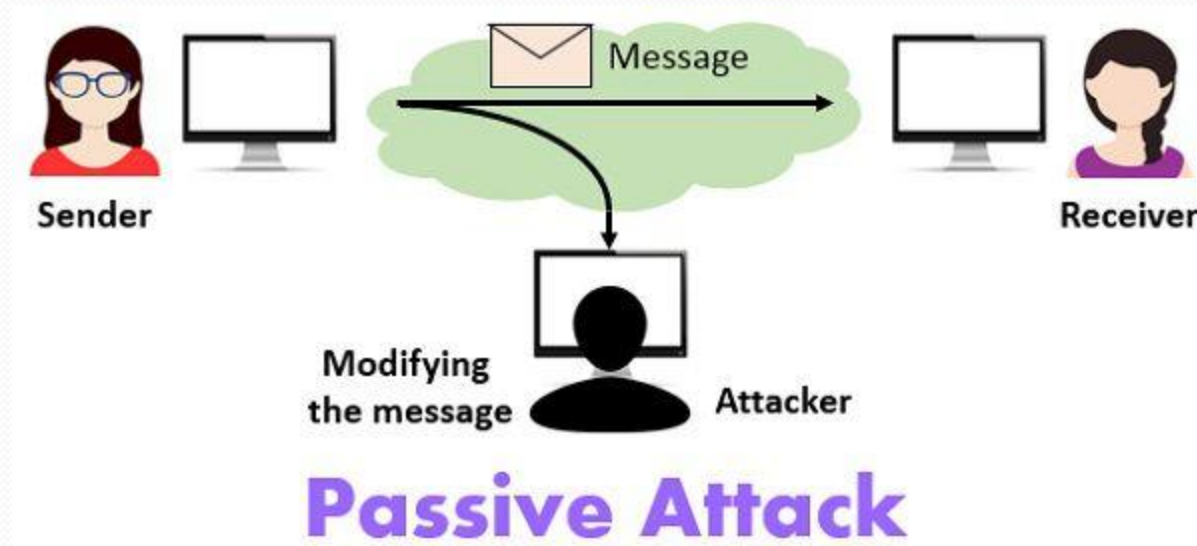 Message
Sender
Receiver
Modifying
the message
Attacker
Passive Attack